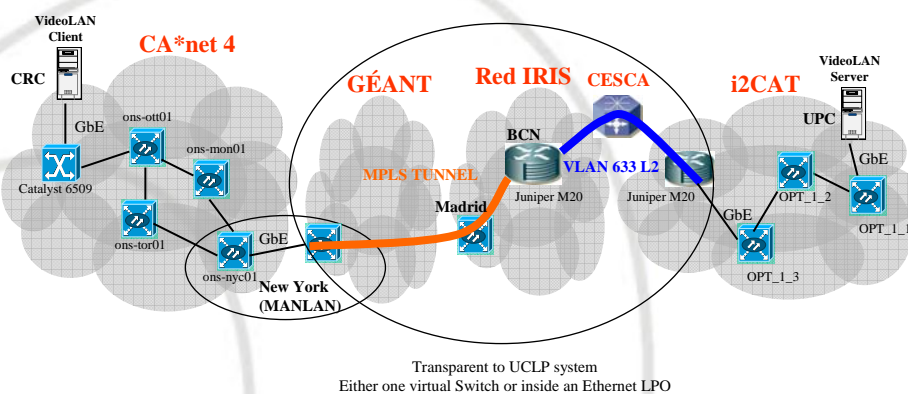 VideoLAN
Client
CRC
CA*net 4
GbE
ons-ott01
ons-mon01
Catalyst 6509
ons-tor01
GbE
ons-nyc01
New York
(MANLAN)
GÉANT
MPLS TUNNEL
Madrid
Red IRIS
BCN
Juniper M20
CESCA
VLAN 633 L2
Juniper M20
GbE
i2CAT
VideoLAN
Server
UPC
GbE
OPT_1_2
OPT_1_1
OPT_1_3
Transparent to UCLP system
Either one virtual Switch or inside an Ethernet LPO